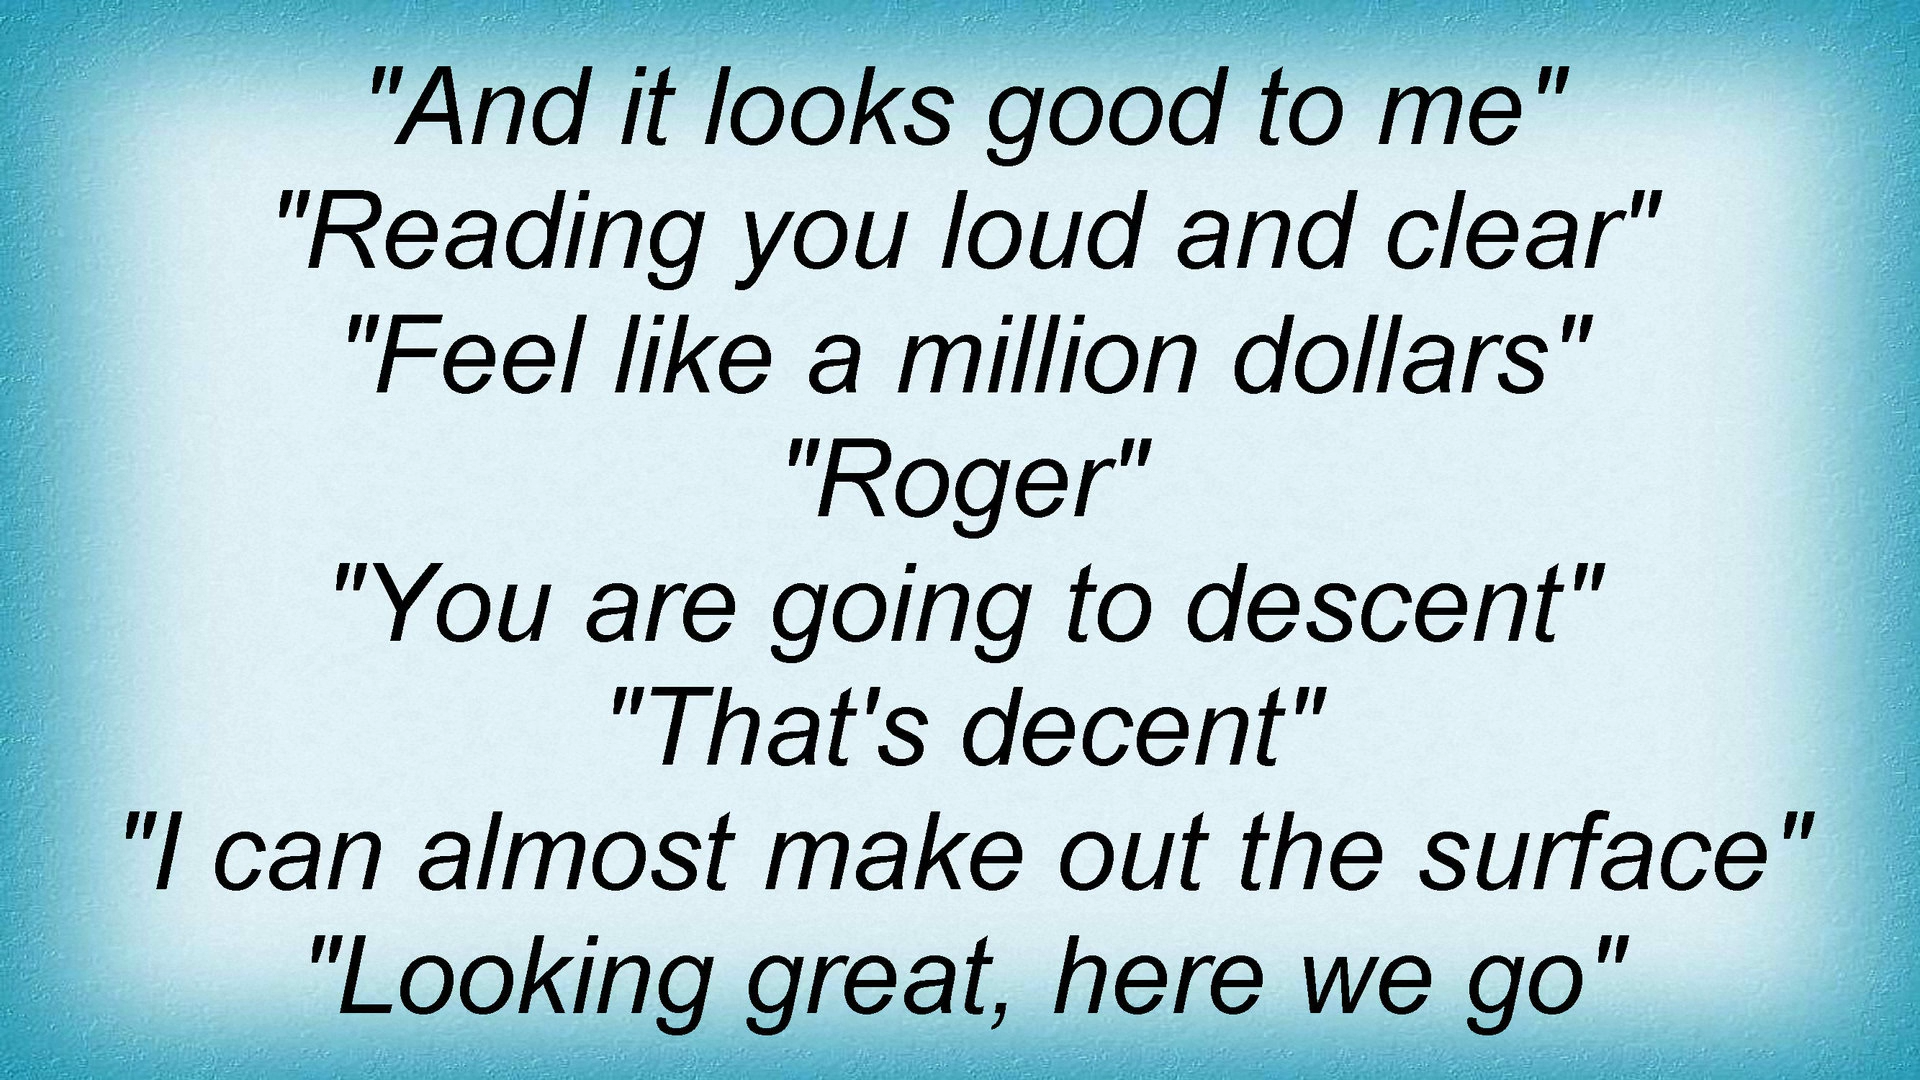 "And it looks good to me"
"Reading you loud and clear"
"Feel like a million dollars"
"Roger"
"You are going to descent"
"That's decent"
"I can almost make out the surface"
"Looking great, here we go"